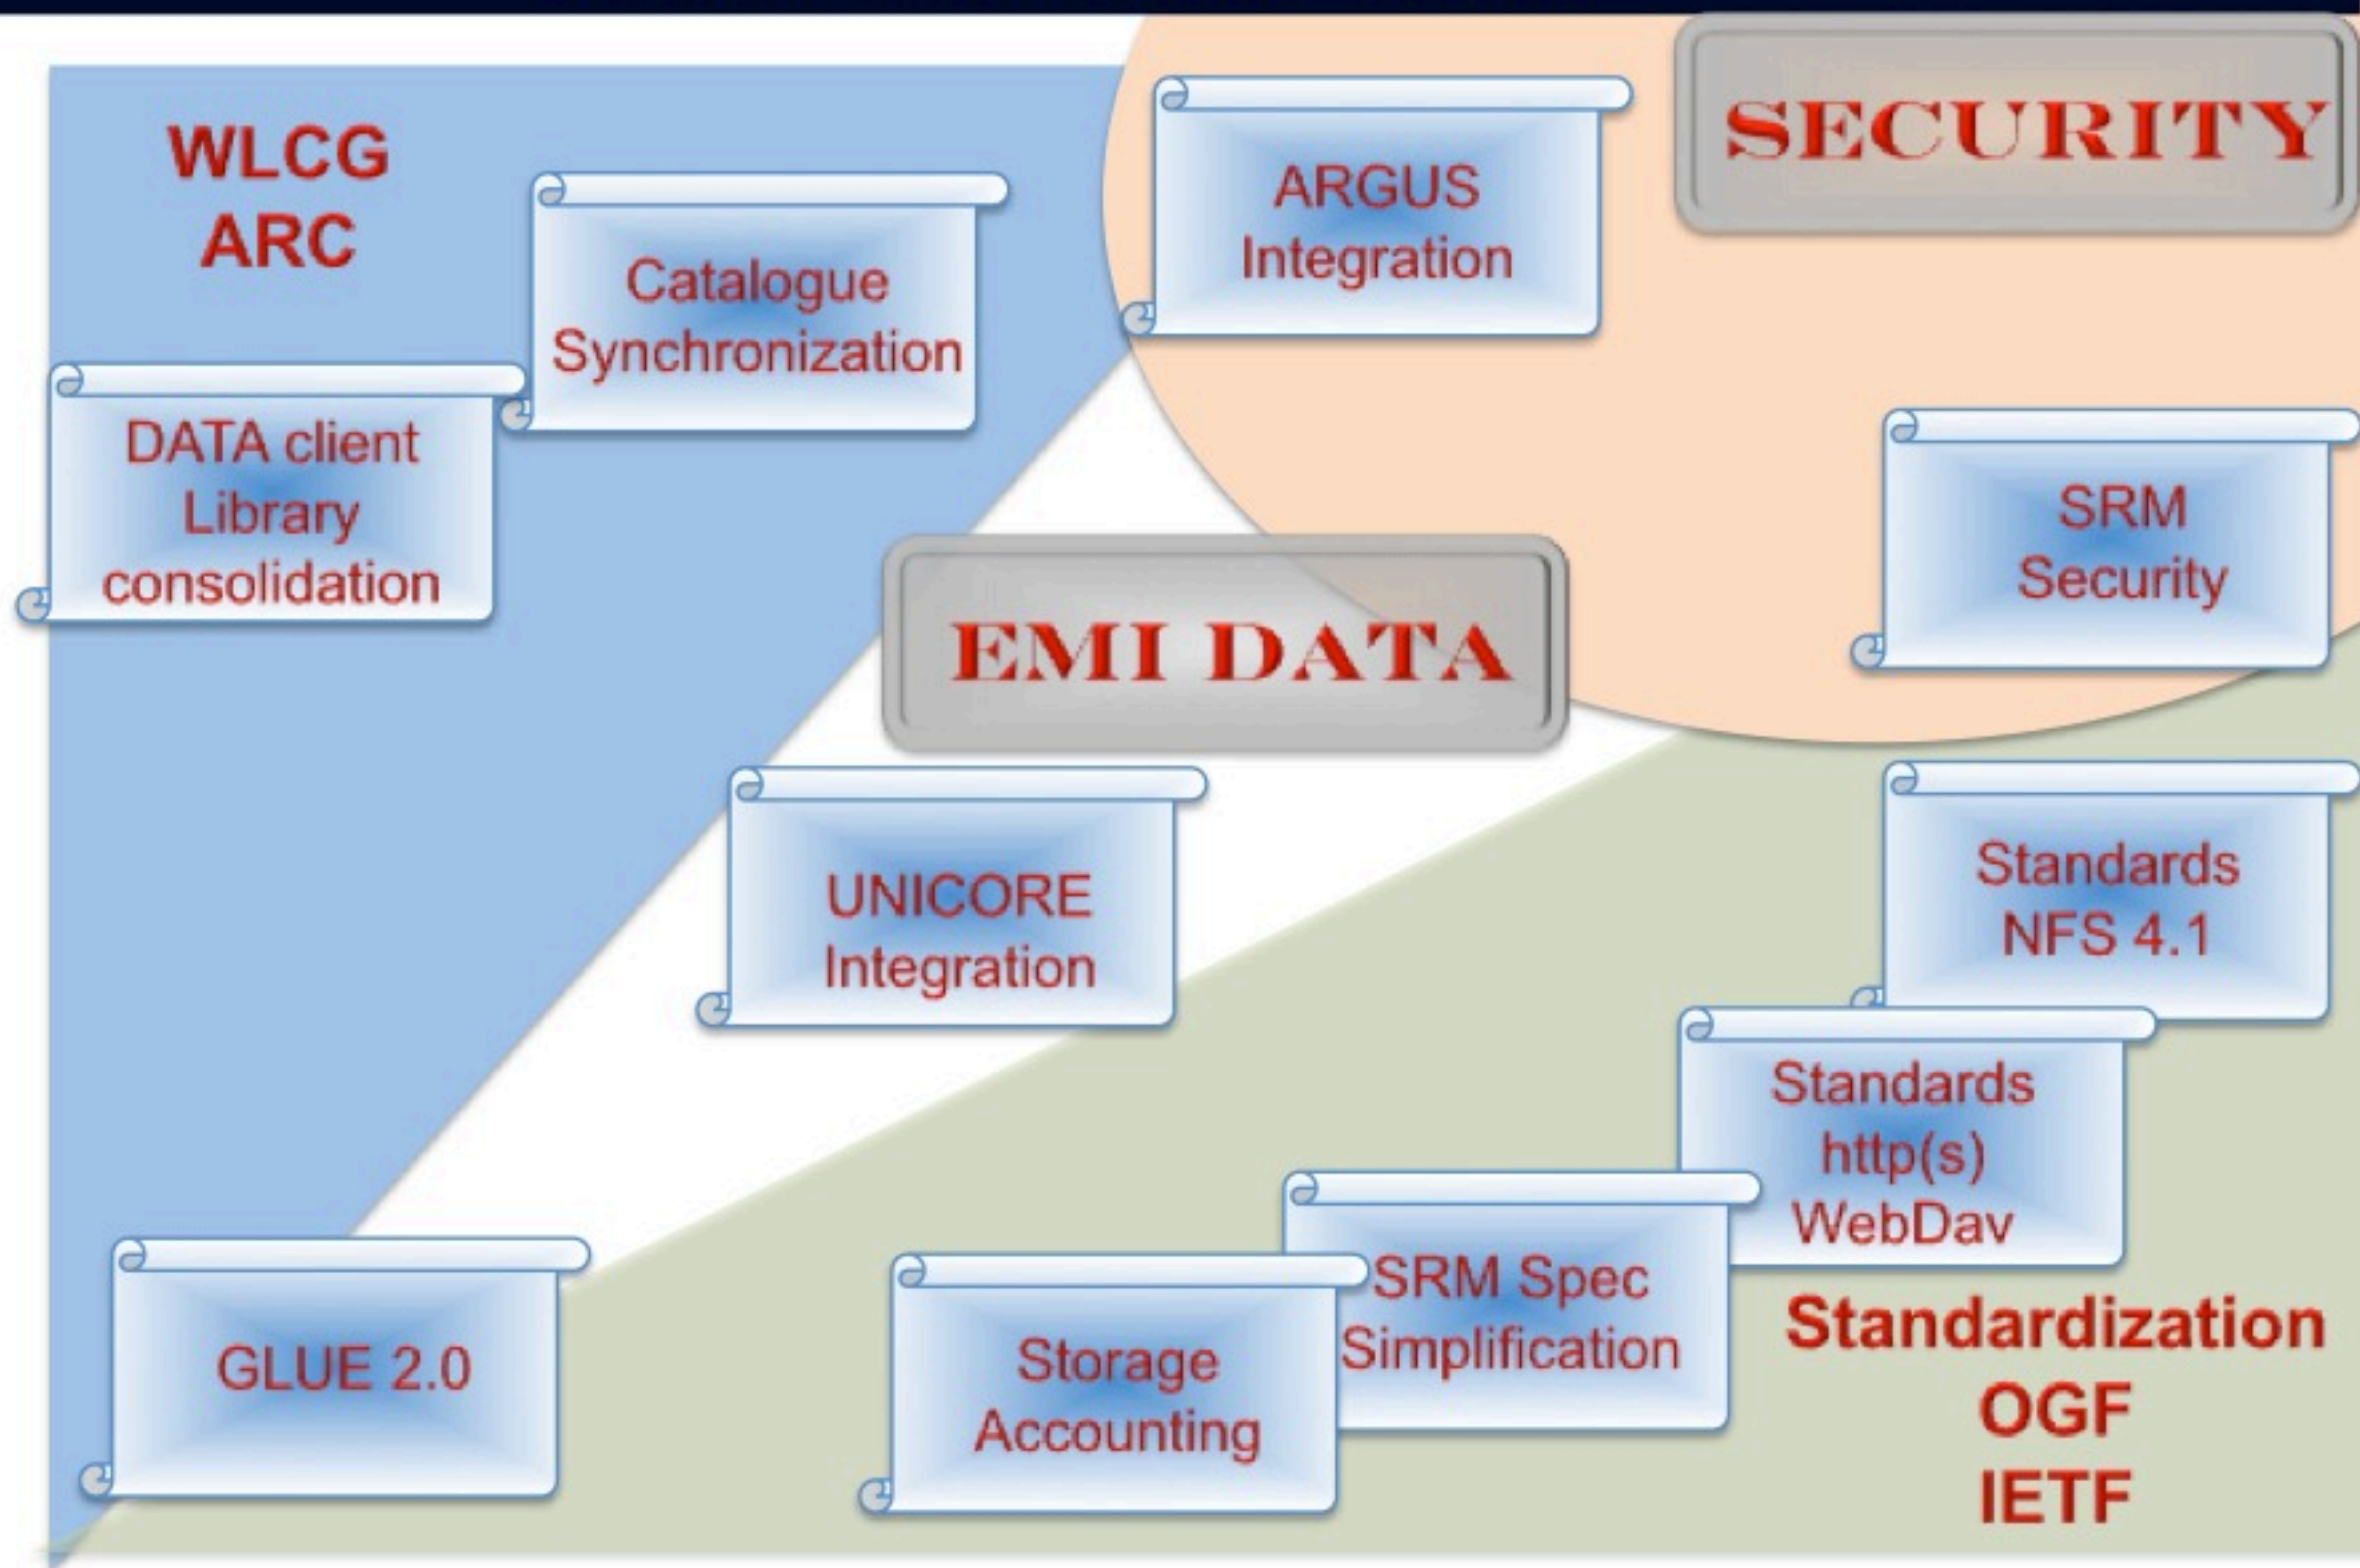 WLCG
ARC
Catalogue
Synchronization
DATA client
Library
consolidation
ARGUS
Integration
SECURITY
SRM
Security
EMI DATA
UNICORE
Integration
Standards
NFS 4.1
Standards
http(s)
WebDav
SRM Spec
Simplification
Storage
Accounting
GLUE 2.0
Standardization
OGF
IETF